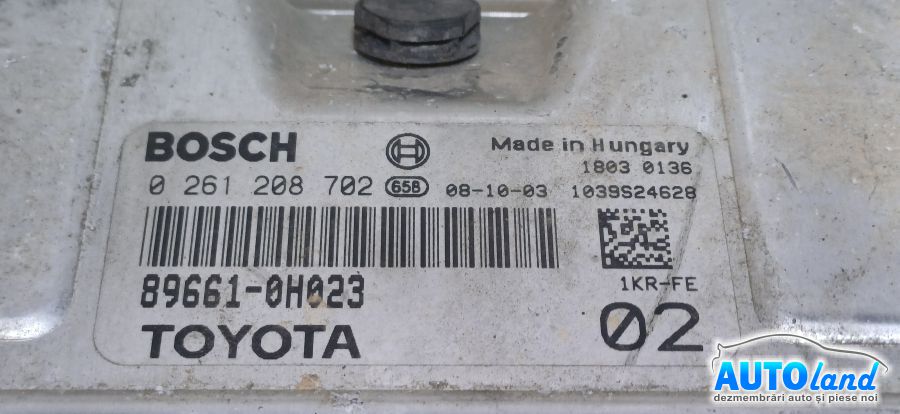 BOSCH
Made in Hungary
1803 0136
0 261 208 702 658 08-10-03 1039S24628
89661-0H023
1KR-FE
TOYOTA
02
AUTOland
dezmembrări auto și piese noi